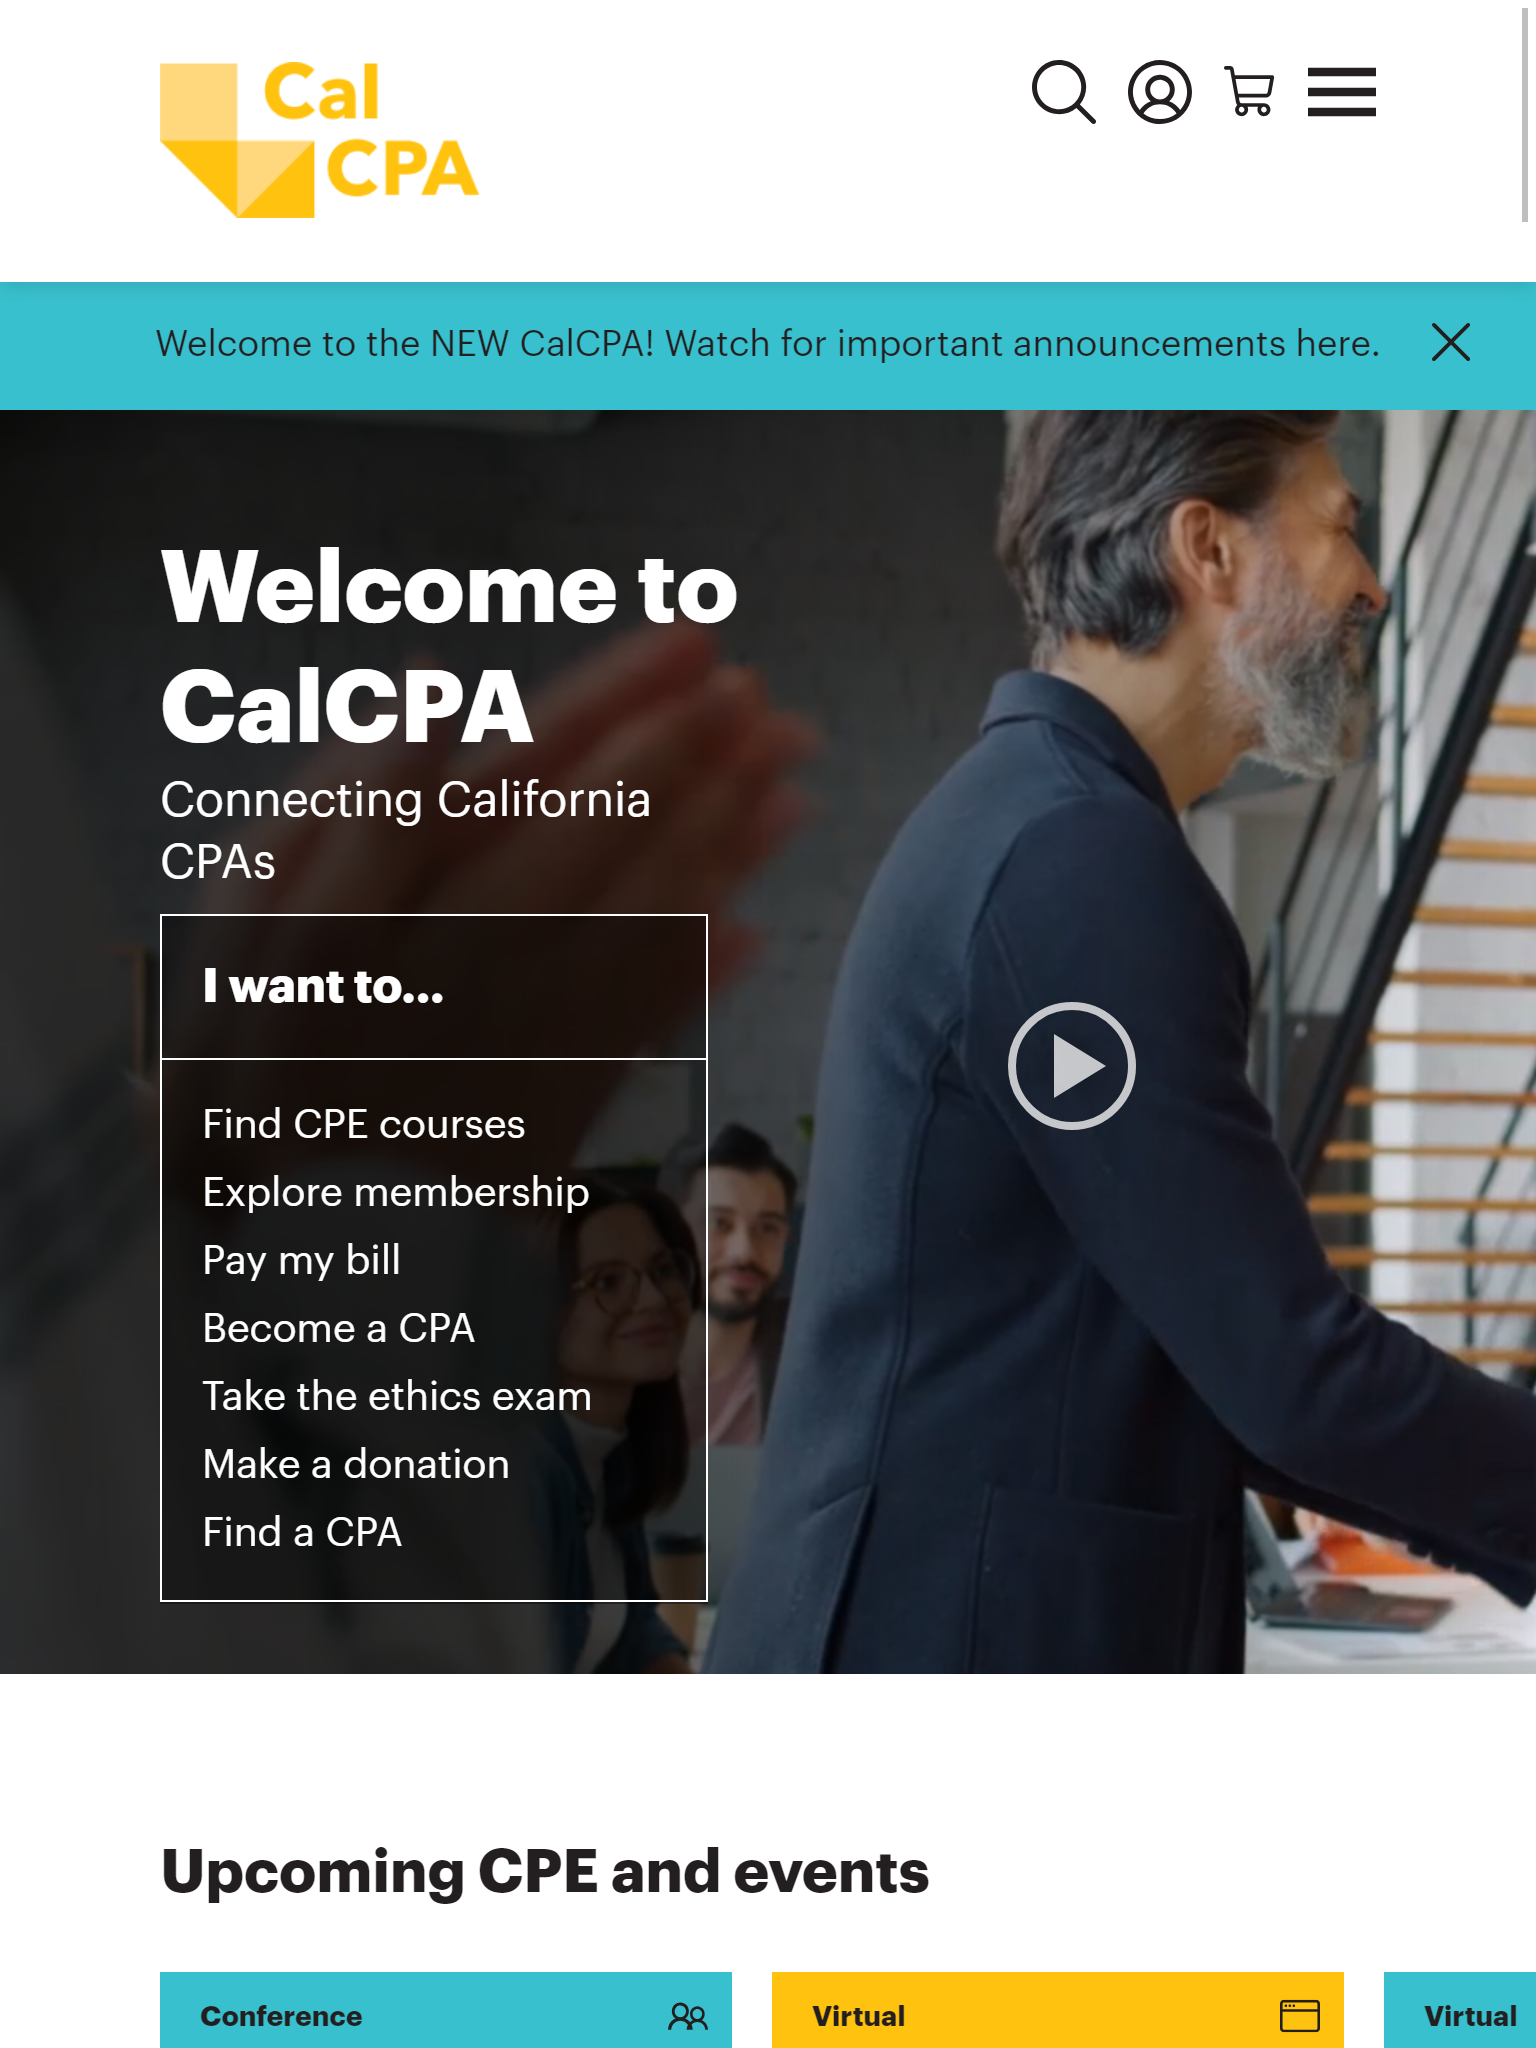 Cal
CPA
Welcome to the NEW CalCPA! Watch for important announcements here.
Welcome to
CalCPA
Connecting California
CPAs
I want to...
Find CPE courses
Explore membership
Pay my bill
Become a CPA
Take the ethics exam
Make a donation
Find a CPA
Upcoming CPE and events
Conference
Virtual
Virtual